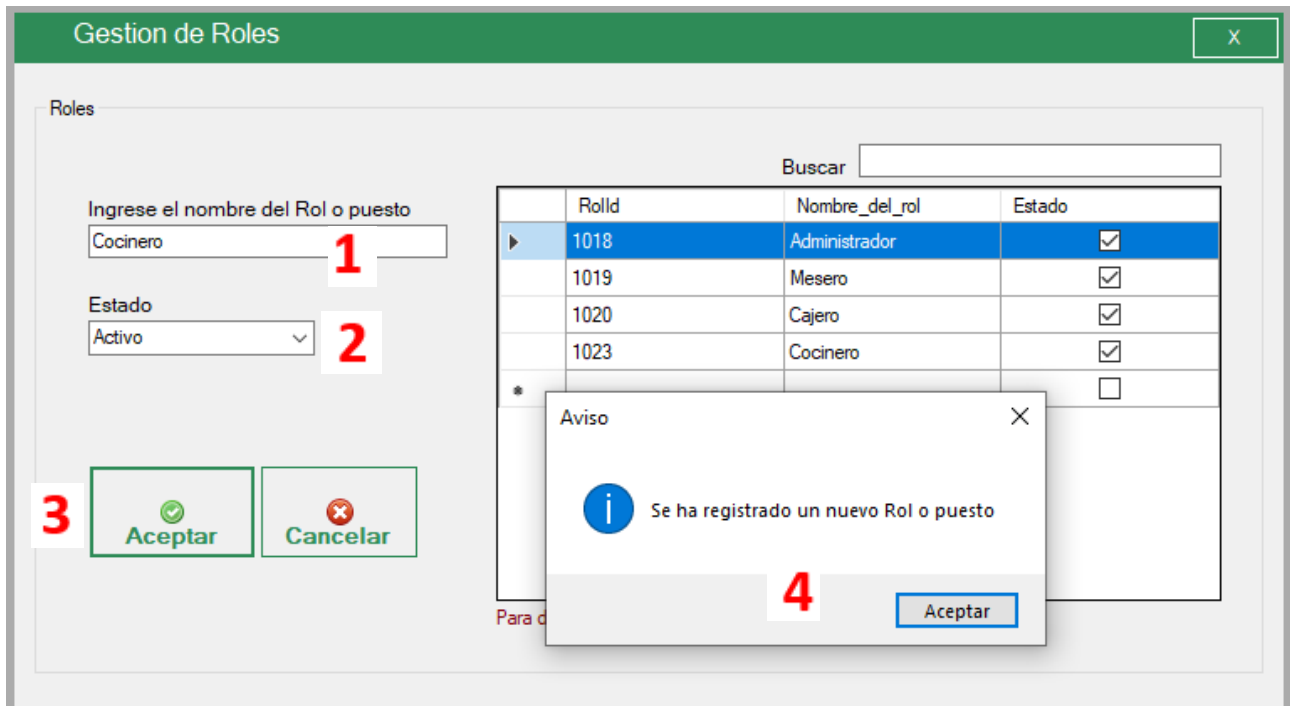 Gestion de Roles
X
Roles
Buscar
Ingrese el nombre del Rol o puesto
Cocinero
1
Estado
Activo
2
RolId Nombre_del_rol Estado
1018 Administrador
1019 Mesero
1020 Cajero
1023 Cocinero
*
3
Aceptar
Cancelar
Aviso
i
Se ha registrado un nuevo Rol o puesto
4
Aceptar
Para d